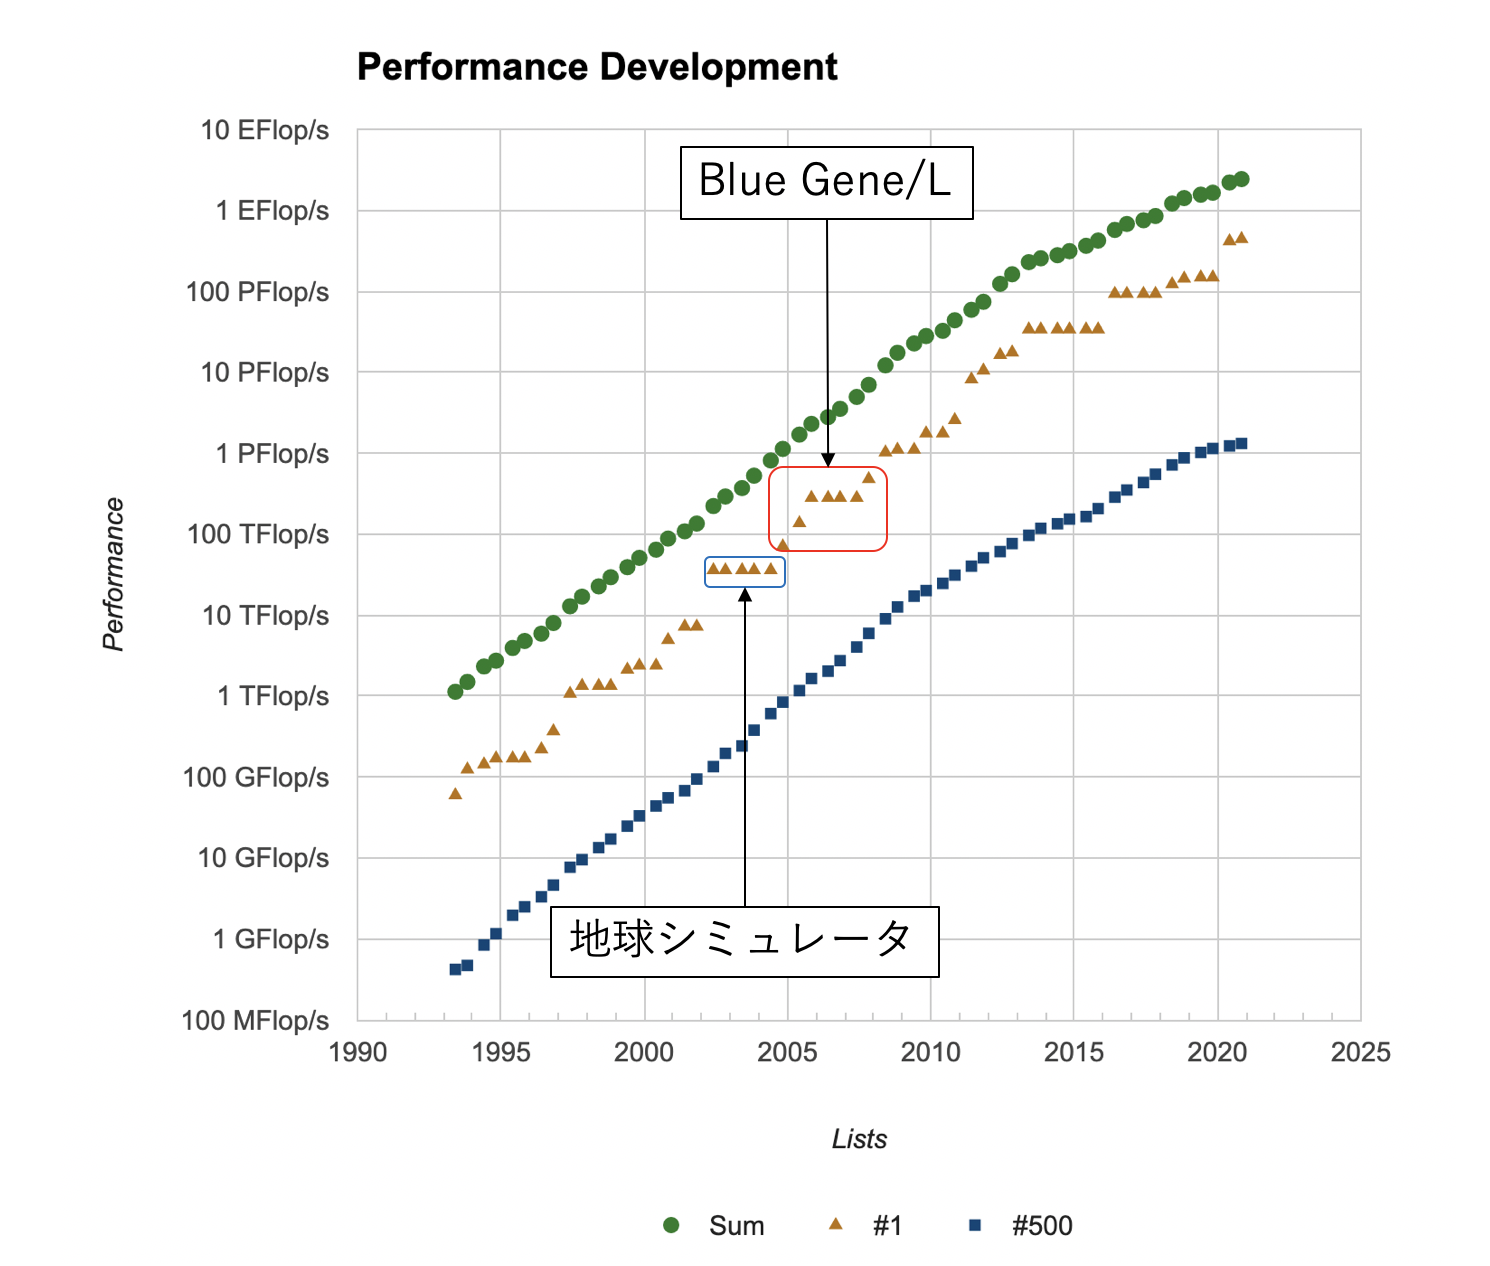 Performance Development
10 EFlop/s
1 EFlop/s
100 PFlop/s
10 PFlop/s
1 PFlop/s
100 TFlop/s
10 TFlop/s
1 TFlop/s
100 GFlop/s
10 GFlop/s
1 GFlop/s
100 MFlop/s
Performance
Blue Gene/L
地球シミュレータ
1990 1995 2000 2005 2010 2015 2020 2025
Lists
Sum #1 #500